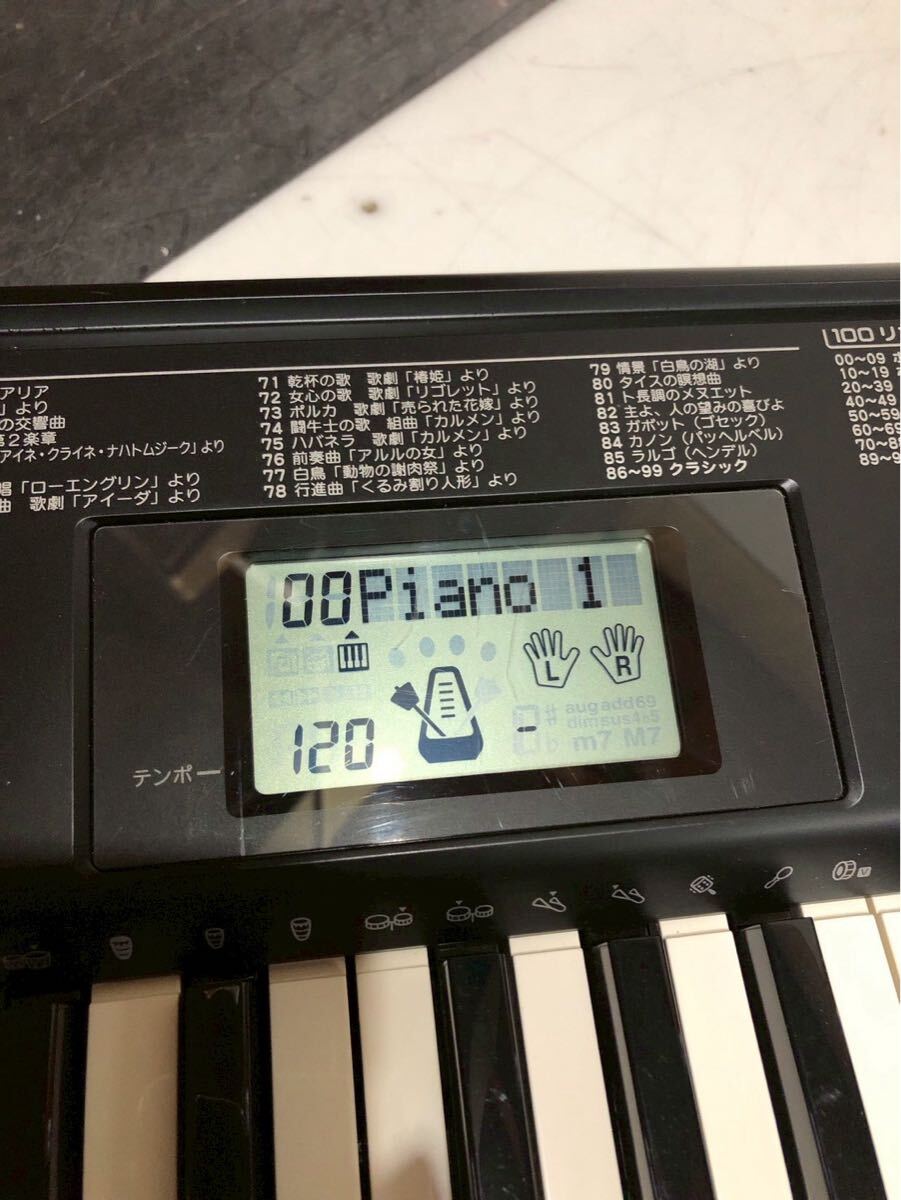 アリア
」より
の交響曲
第2楽章
アイネ・クライネ・ナハトムジーク」より
唱「ローエングリン」より
曲 歌劇「アイーダ」より
71 乾杯の歌 歌劇「椿姫」より
72 女心の歌 歌劇「リゴレット」より
73 ポルカ 歌劇「売られた花嫁」より
74 闘牛士の歌 組曲「カルメン」より
75 ハバネラ 歌劇「カルメン」より
76 前奏曲「アルルの女」より
77 白鳥「動物の謝肉祭」より
78 行進曲「くるみ割り人形」より
79 情景「白鳥の湖」より
80 タイスの瞑想曲
81 ト長調のメヌエット
82 主よ、人の望みの喜びよ
83 ガボット（ゴセック）
84 カノン（パッヘルベル）
85 ラルゴ（ヘンデル）
86~99 クラシック
100 リ
00~09
10~19
20~39
40~49
50~59
60~69
70~8
89~9
00 Piano 1
L R
120
aug add69
dim sus4
m7 M7
テンポー
V